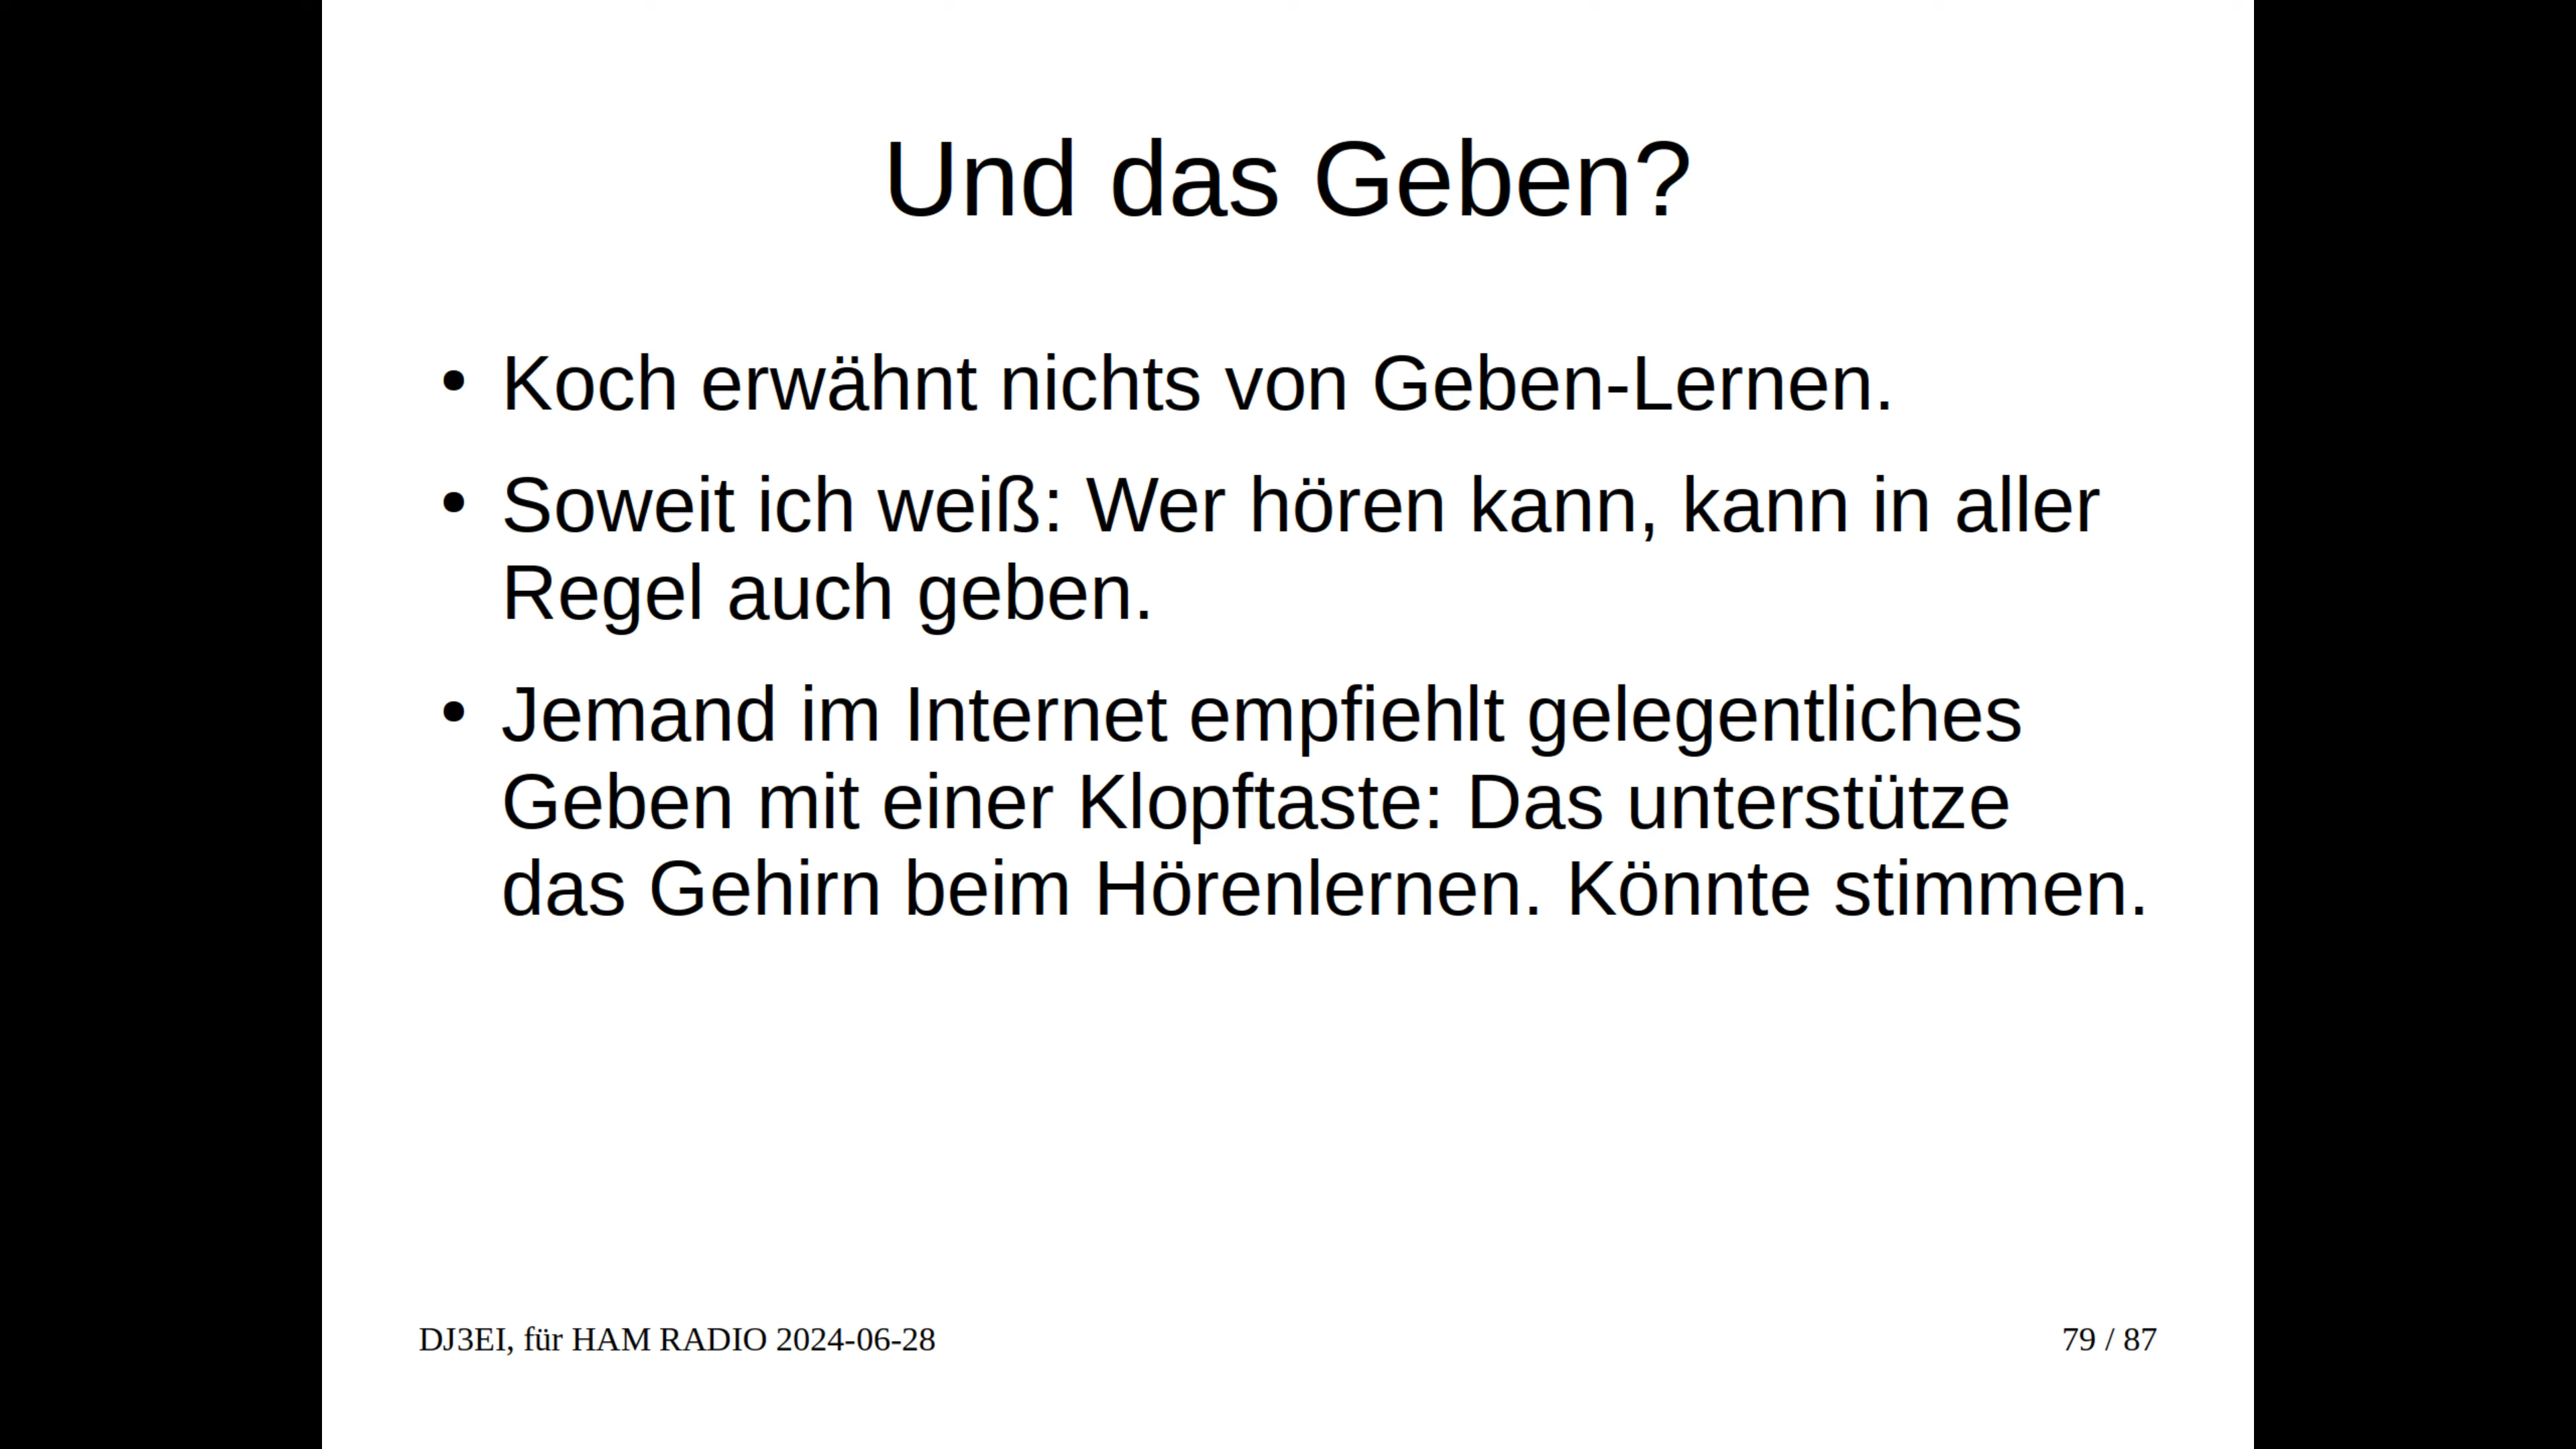 Und das Geben?
• Koch erwähnt nichts von Geben-Lernen.
• Soweit ich weiß: Wer hören kann, kann in aller
Regel auch geben.
• Jemand im Internet empfiehlt gelegentliches
Geben mit einer Klopftaste: Das unterstütze
das Gehirn beim Hörenlernen. Könnte stimmen.
DJ3EI, für HAM RADIO 2024-06-28
79 / 87